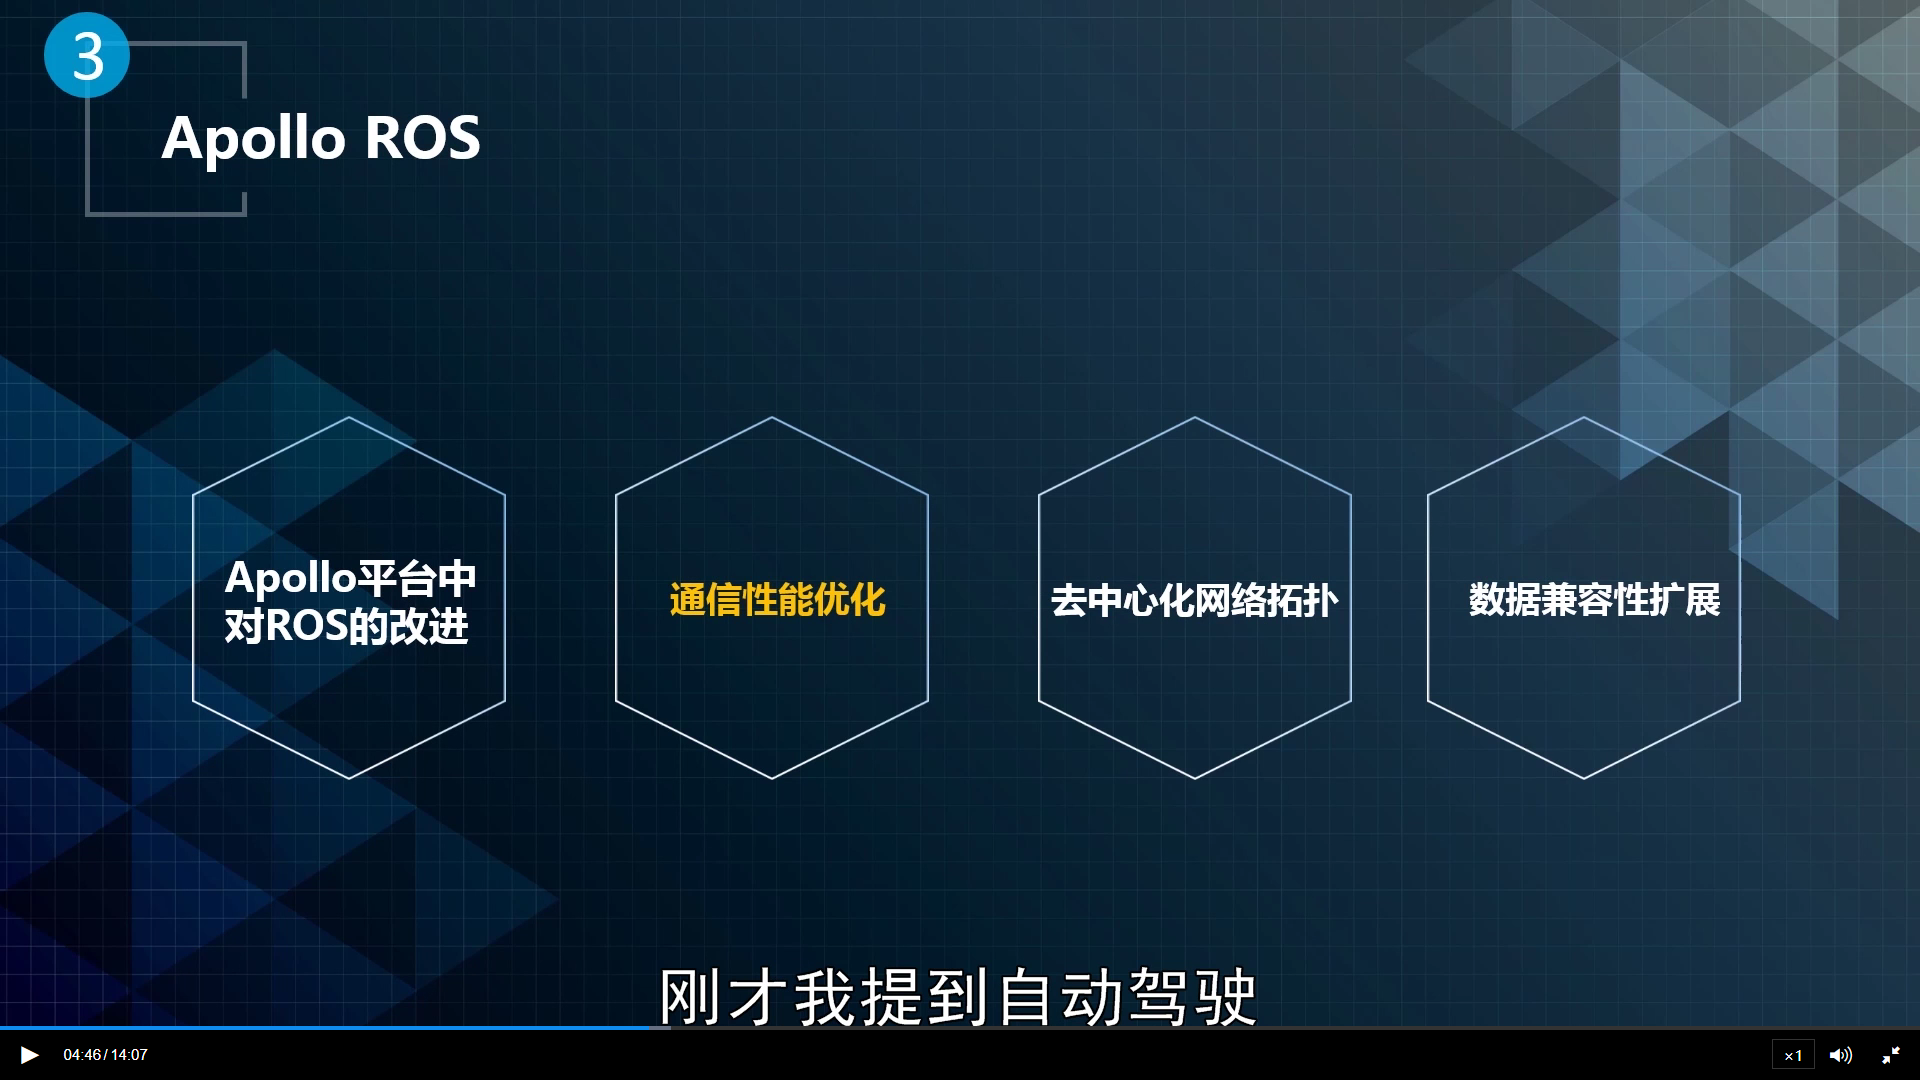 3
Apollo ROS
Apollo平台中
对ROS的改进
通信性能优化
去中心化网络拓扑
数据兼容性扩展
刚才我提到自动驾驶
04:46/14:07
×1